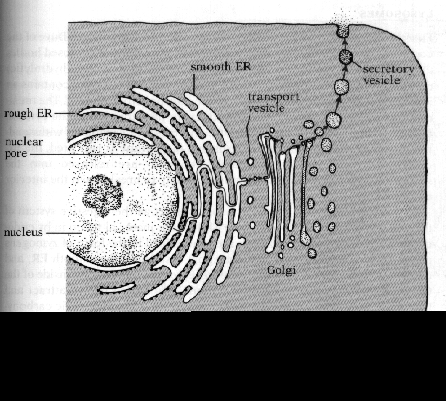 smooth ER
secretory
vesicle
transport
vesicle
rough ER
nuclear
pore
nucleus
Golgi